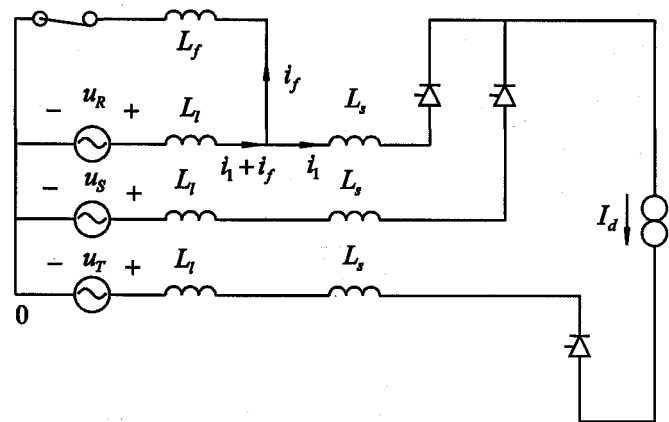 L_f
i_f
− u_R + L_l L_s
i_1 + i_f i_1
− u_S + L_l L_s
I_d
− u_T + L_l L_s
0